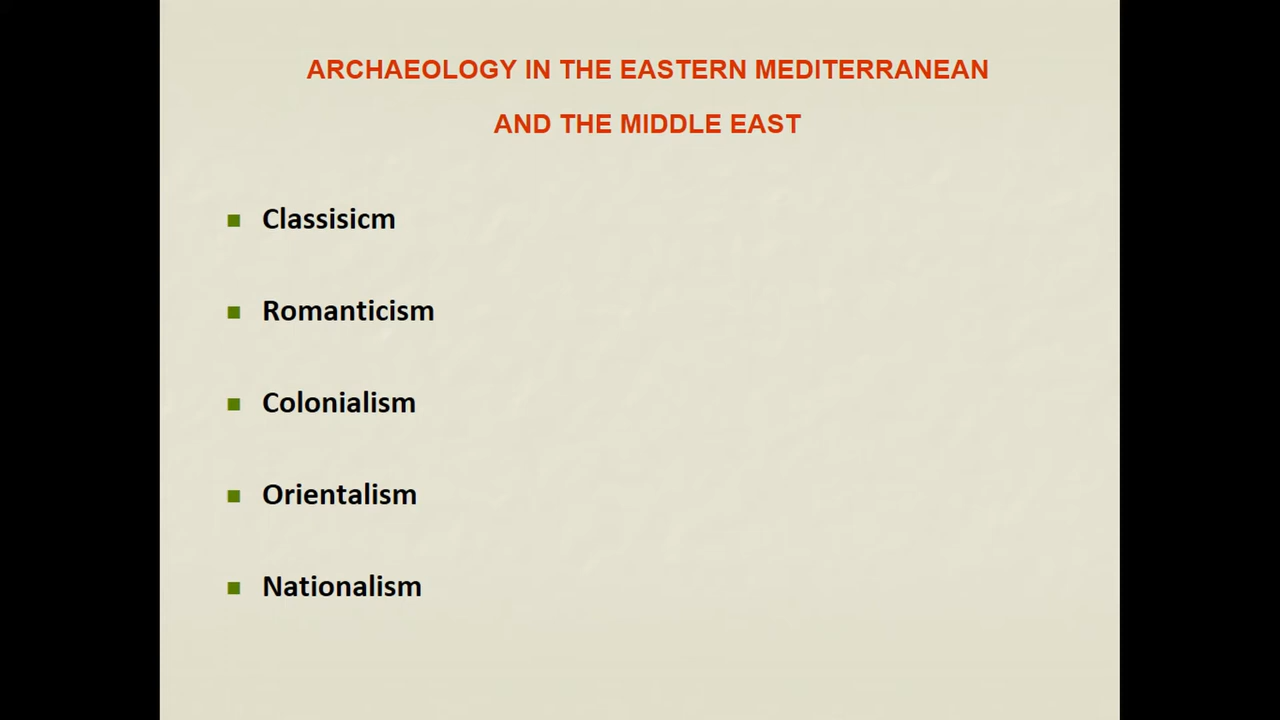 ARCHAEOLOGY IN THE EASTERN MEDITERRANEAN
AND THE MIDDLE EAST
Classisicm
Romanticism
Colonialism
Orientalism
Nationalism